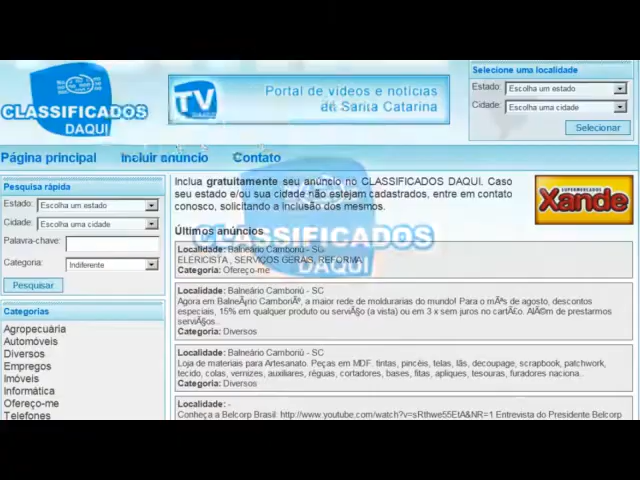 CLASSIFICADOS
DAQUI
TV
Portal de vídeos e notícias
de Santa Catarina
Selecione uma localidade
Estado: Escolha um estado
Cidade: Escolha uma cidade
Selecionar
Página principal Incluir anúncio Contato
Pesquisa rápida
Estado: Escolha um estado
Cidade: Escolha uma cidade
Palavra-chave:
Categoria: Indiferente
Pesquisar
Categorias
Agropecuária
Automóveis
Diversos
Empregos
Imóveis
Informática
Ofereço-me
Telefones
Inclua gratuitamente seu anúncio no CLASSIFICADOS DAQUI. Caso
seu estado e/ou sua cidade não estejam cadastrados, entre em contato
conosco, solicitando a inclusão dos mesmos.
SUPERMERCADOS
Xande
Últimos anúncios
CLASSIFICADOS
DAQUI
Localidade: Balneário Camboriú - SC
ELERICISTA , SERVIÇOS GERAIS, REFORMA
Categoria: Ofereço-me
Localidade: Balneário Camboriú - SC
Agora em BalneÃ¡rio CamboriÃº, a maior rede de moldurarias do mundo! Para o mÃªs de agosto, descontos
especiais, 15% em qualquer produto ou serviÃ§o (a vista) ou em 3 x sem juros no cartÃ£o. AlÃ©m de prestarmos
serviÃ§os..
Categoria: Diversos
Localidade: Balneário Camboriú - SC
Loja de materiais para Artesanato. Peças em MDF. tintas, pincéis, telas, lãs, decoupage, scrapbook, patchwork,
tecido, colas, vernizes, auxiliares, réguas, cortadores, bases, fitas, apliques, tesouras, furadores naciona..
Categoria: Diversos
Localidade: -
Conheça a Belcorp Brasil: http://www.youtube.com/watch?v=sRthwe55EtA&NR=1 Entrevista do Presidente Belcorp